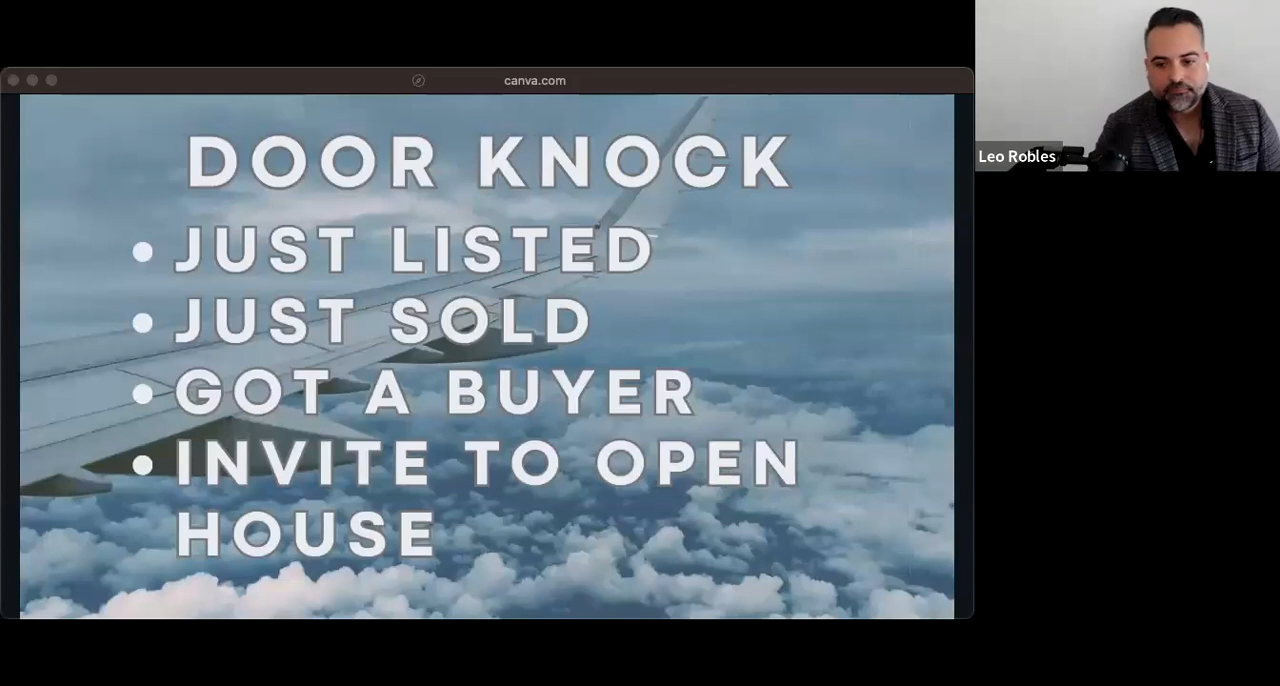 canva.com
DOOR KNOCK
• JUST LISTED
• JUST SOLD
• GOT A BUYER
• INVITE TO OPEN
HOUSE
Leo Robles